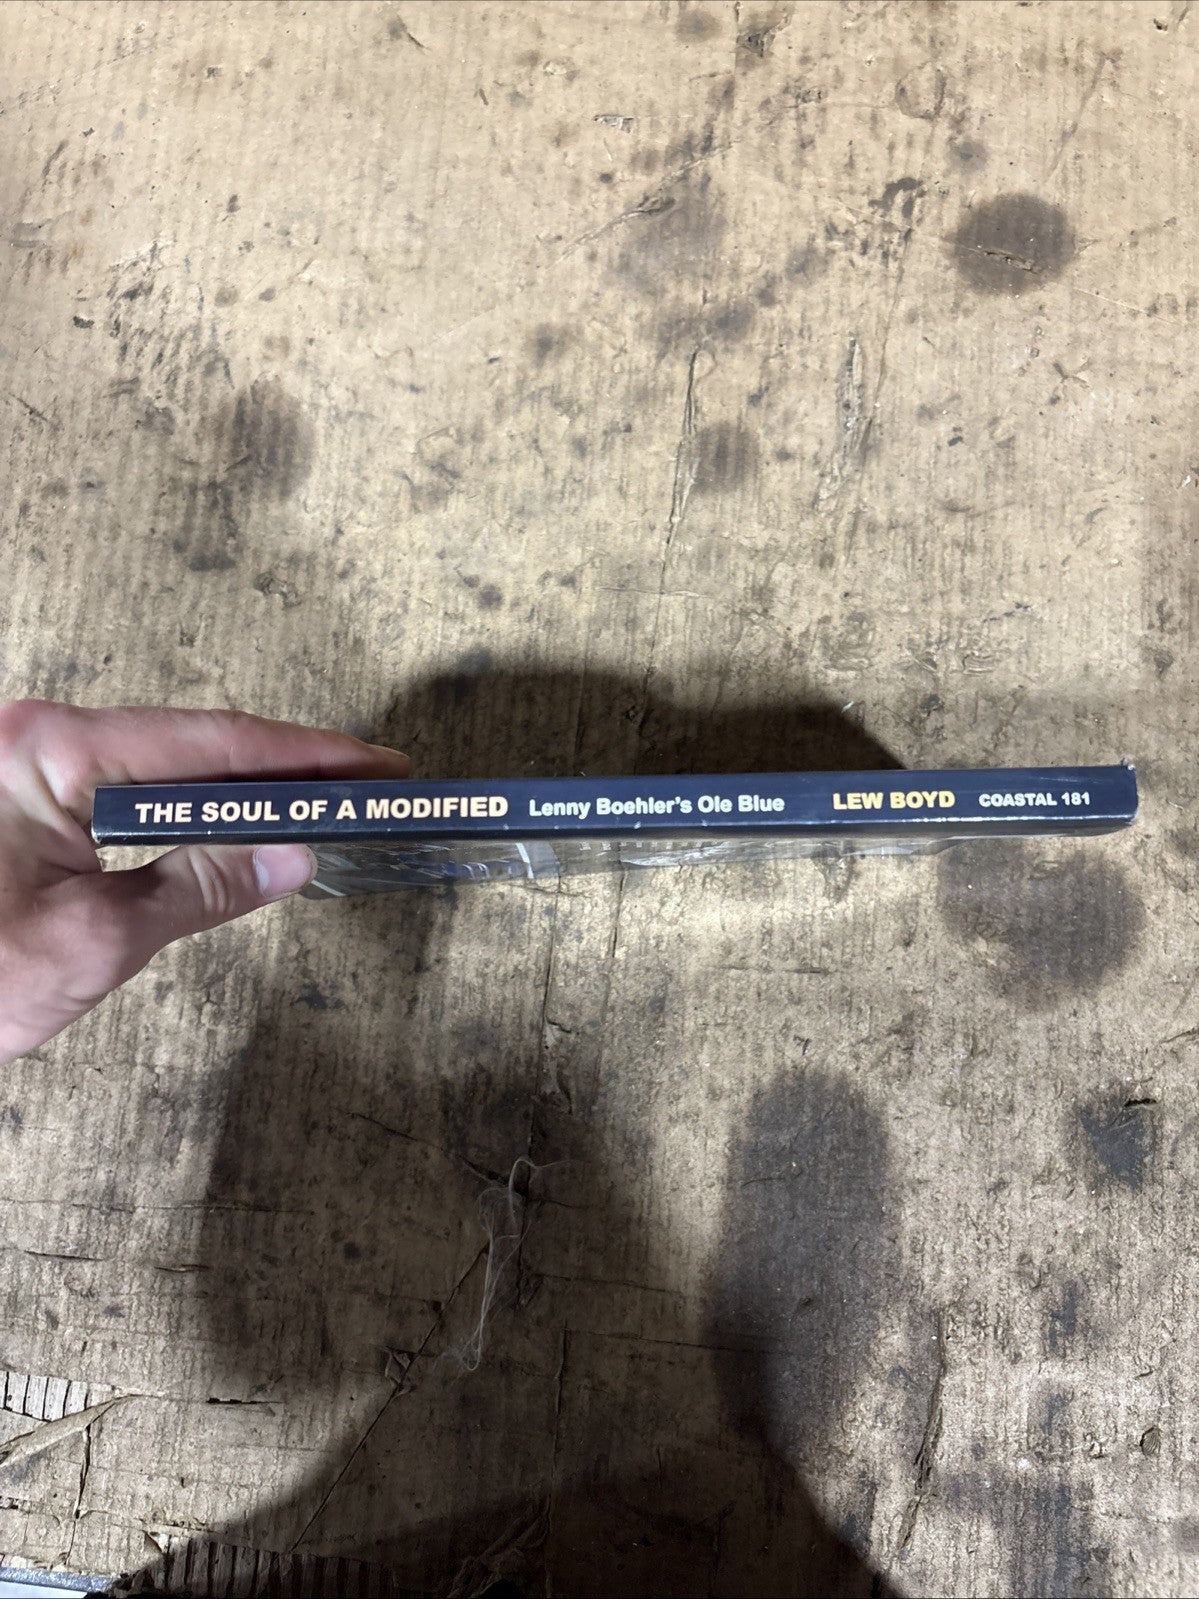 THE SOUL OF A MODIFIED Lenny Boehler's Ole Blue LEW BOYD COASTAL 181